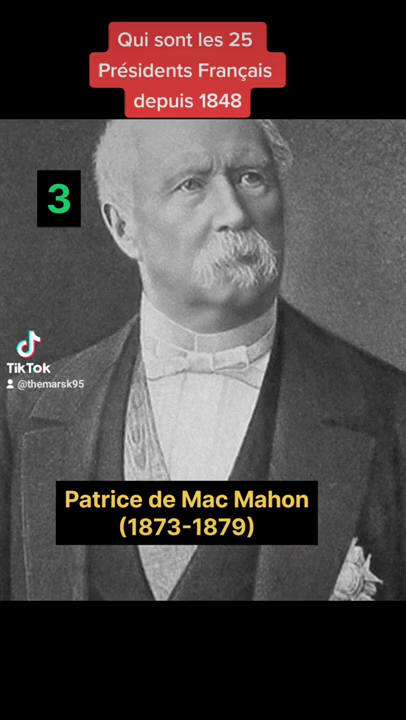 Qui sont les 25
Présidents Français
depuis 1848
3
TikTok
@themarsk95
Patrice de Mac Mahon
(1873-1879)